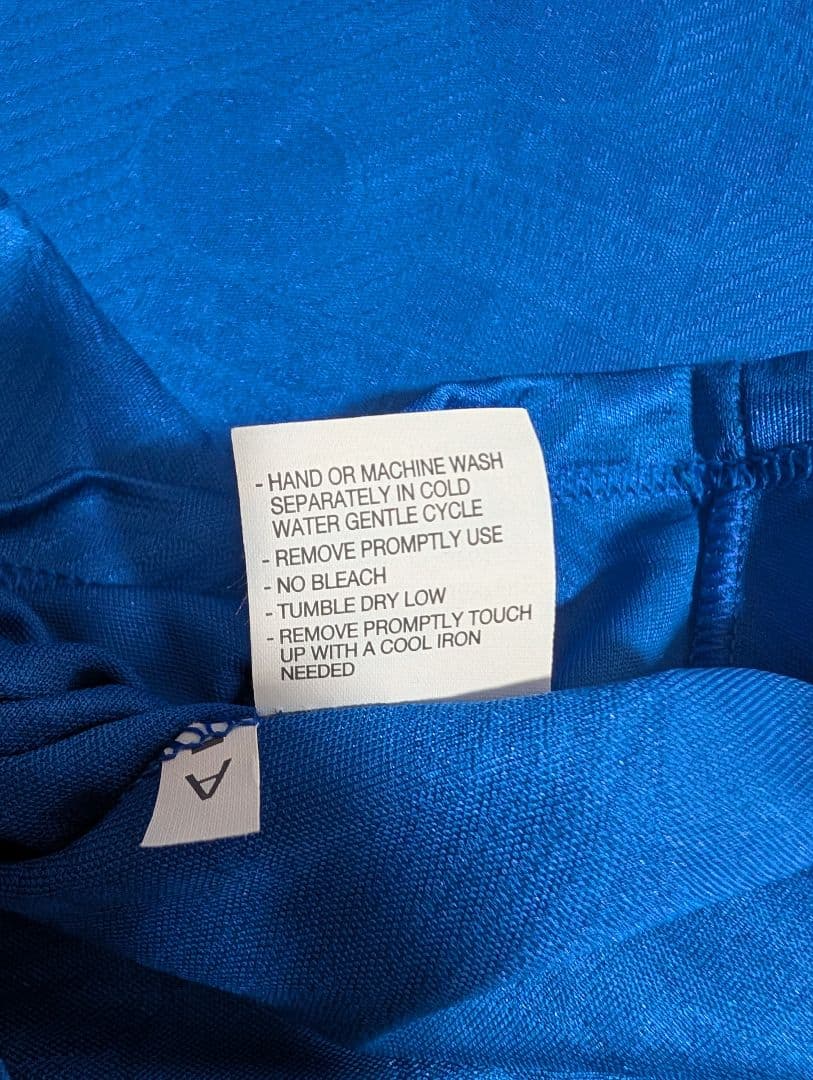 - HAND OR MACHINE WASH
SEPARATELY IN COLD
WATER GENTLE CYCLE
- REMOVE PROMPTLY USE
- NO BLEACH
- TUMBLE DRY LOW
- REMOVE PROMPTLY TOUCH
UP WITH A COOL IRON
NEEDED
A